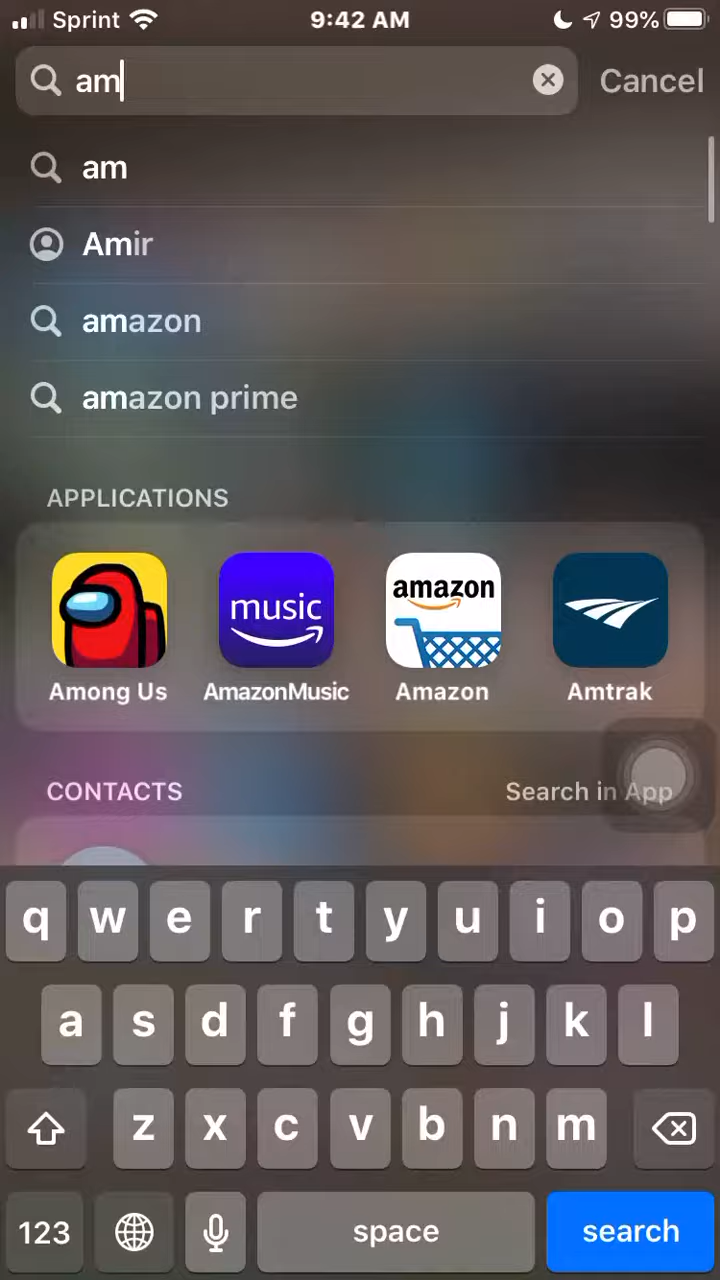 Sprint 9:42 AM 99%
am Cancel
am
Amir
amazon
amazon prime
APPLICATIONS
music amazon
Among Us AmazonMusic Amazon Amtrak
CONTACTS Search in App
q w e r t y u i o p
a s d f g h j k l
z x c v b n m
123 space search